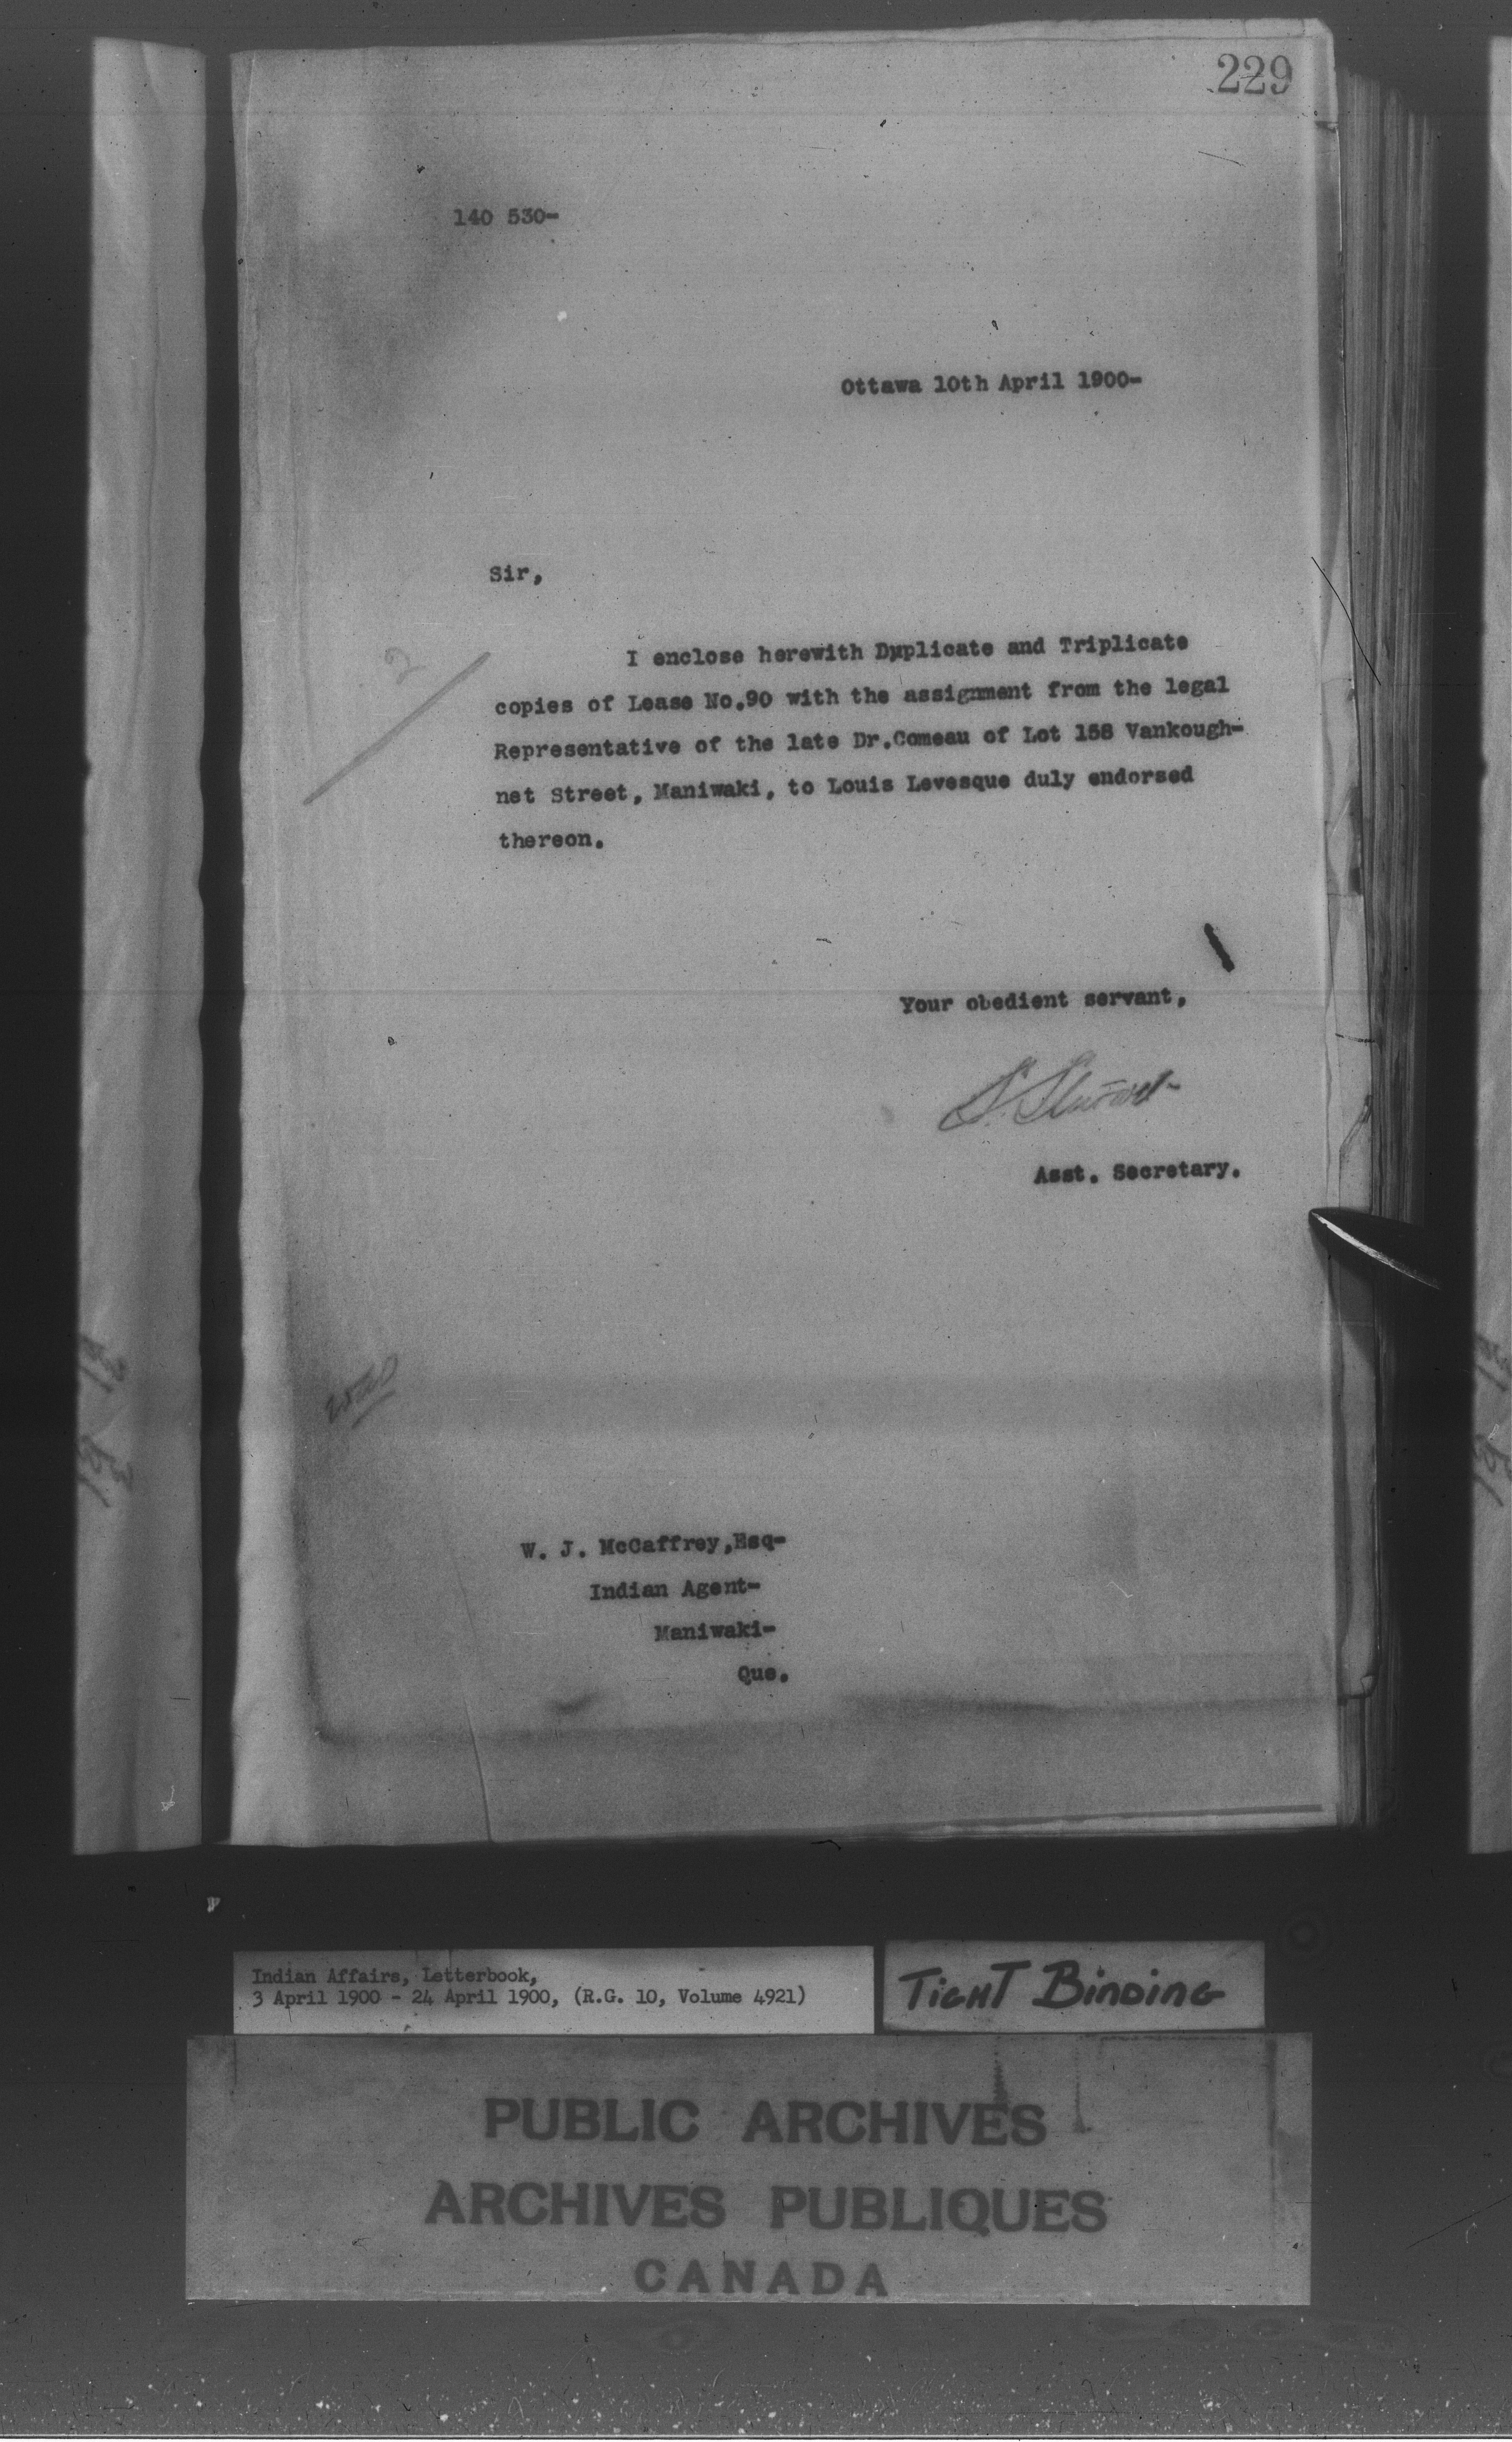 229
140 530-
Ottawa 10th April 1900-
Sir,
I enclose herewith Duplicate and Triplicate
copies of Lease No.90 with the assignment from the legal
Representative of the late Dr.Comeau of Lot 158 Vankough-
net Street, Maniwaki, to Louis Levesque duly endorsed
thereon.
Your obedient servant,
S. Stewart
Asst. Secretary.
W. J. McCaffrey,Esq-
Indian Agent-
Maniwaki-
Que.
Indian Affairs, Letterbook,
3 April 1900 - 24 April 1900, (R.G. 10, Volume 4921)
TIGHT BINDING
PUBLIC ARCHIVES
ARCHIVES PUBLIQUES
CANADA